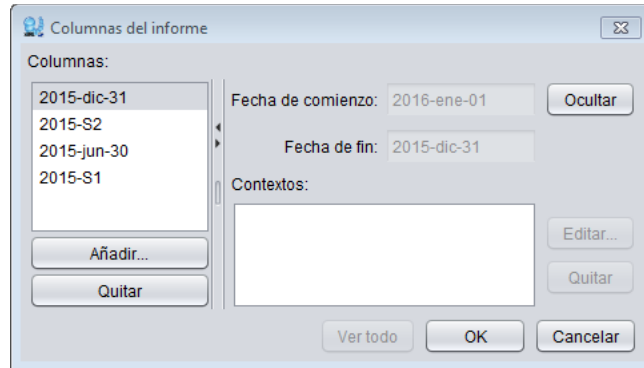 Columnas del informe
Columnas:
2015-dic-31
2015-S2
2015-jun-30
2015-S1
Añadir...
Quitar
Fecha de comienzo: 2016-ene-01 Ocultar
Fecha de fin: 2015-dic-31
Contextos:
Editar...
Quitar
Ver todo OK Cancelar